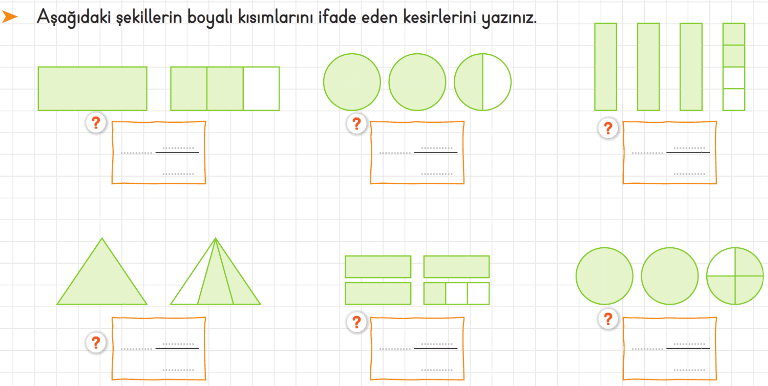 Aşağıdaki şekillerin boyalı kısımlarını ifade eden kesirlerini yazınız.
? ? ?
? ? ?